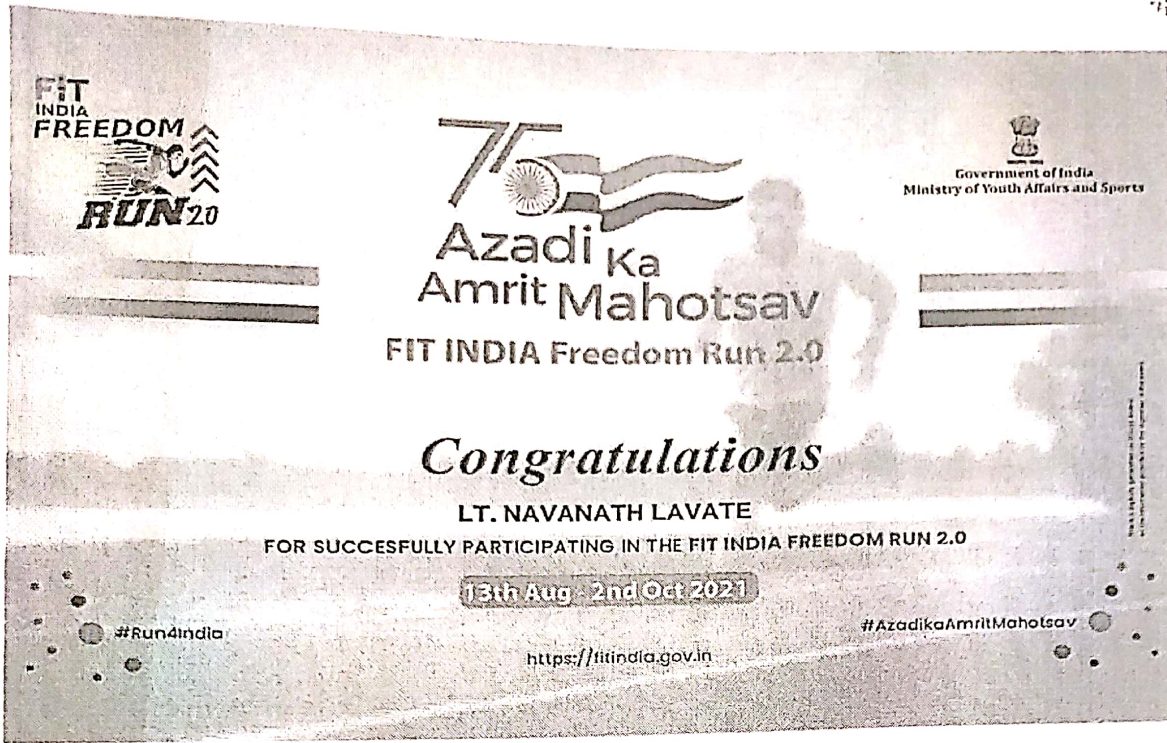 FiT
INDIA
FREEDOM
RUN 2.0
75
Azadi Ka
Amrit Mahotsav
FIT INDIA Freedom Run 2.0
Government of India
Ministry of Youth Affairs and Sports
Congratulations
LT. NAVANATH LAVATE
FOR SUCCESFULLY PARTICIPATING IN THE FIT INDIA FREEDOM RUN 2.0
13th Aug - 2nd Oct 2021
#Run4India
#AzadikaAmritMahotsav
https://fitindia.gov.in